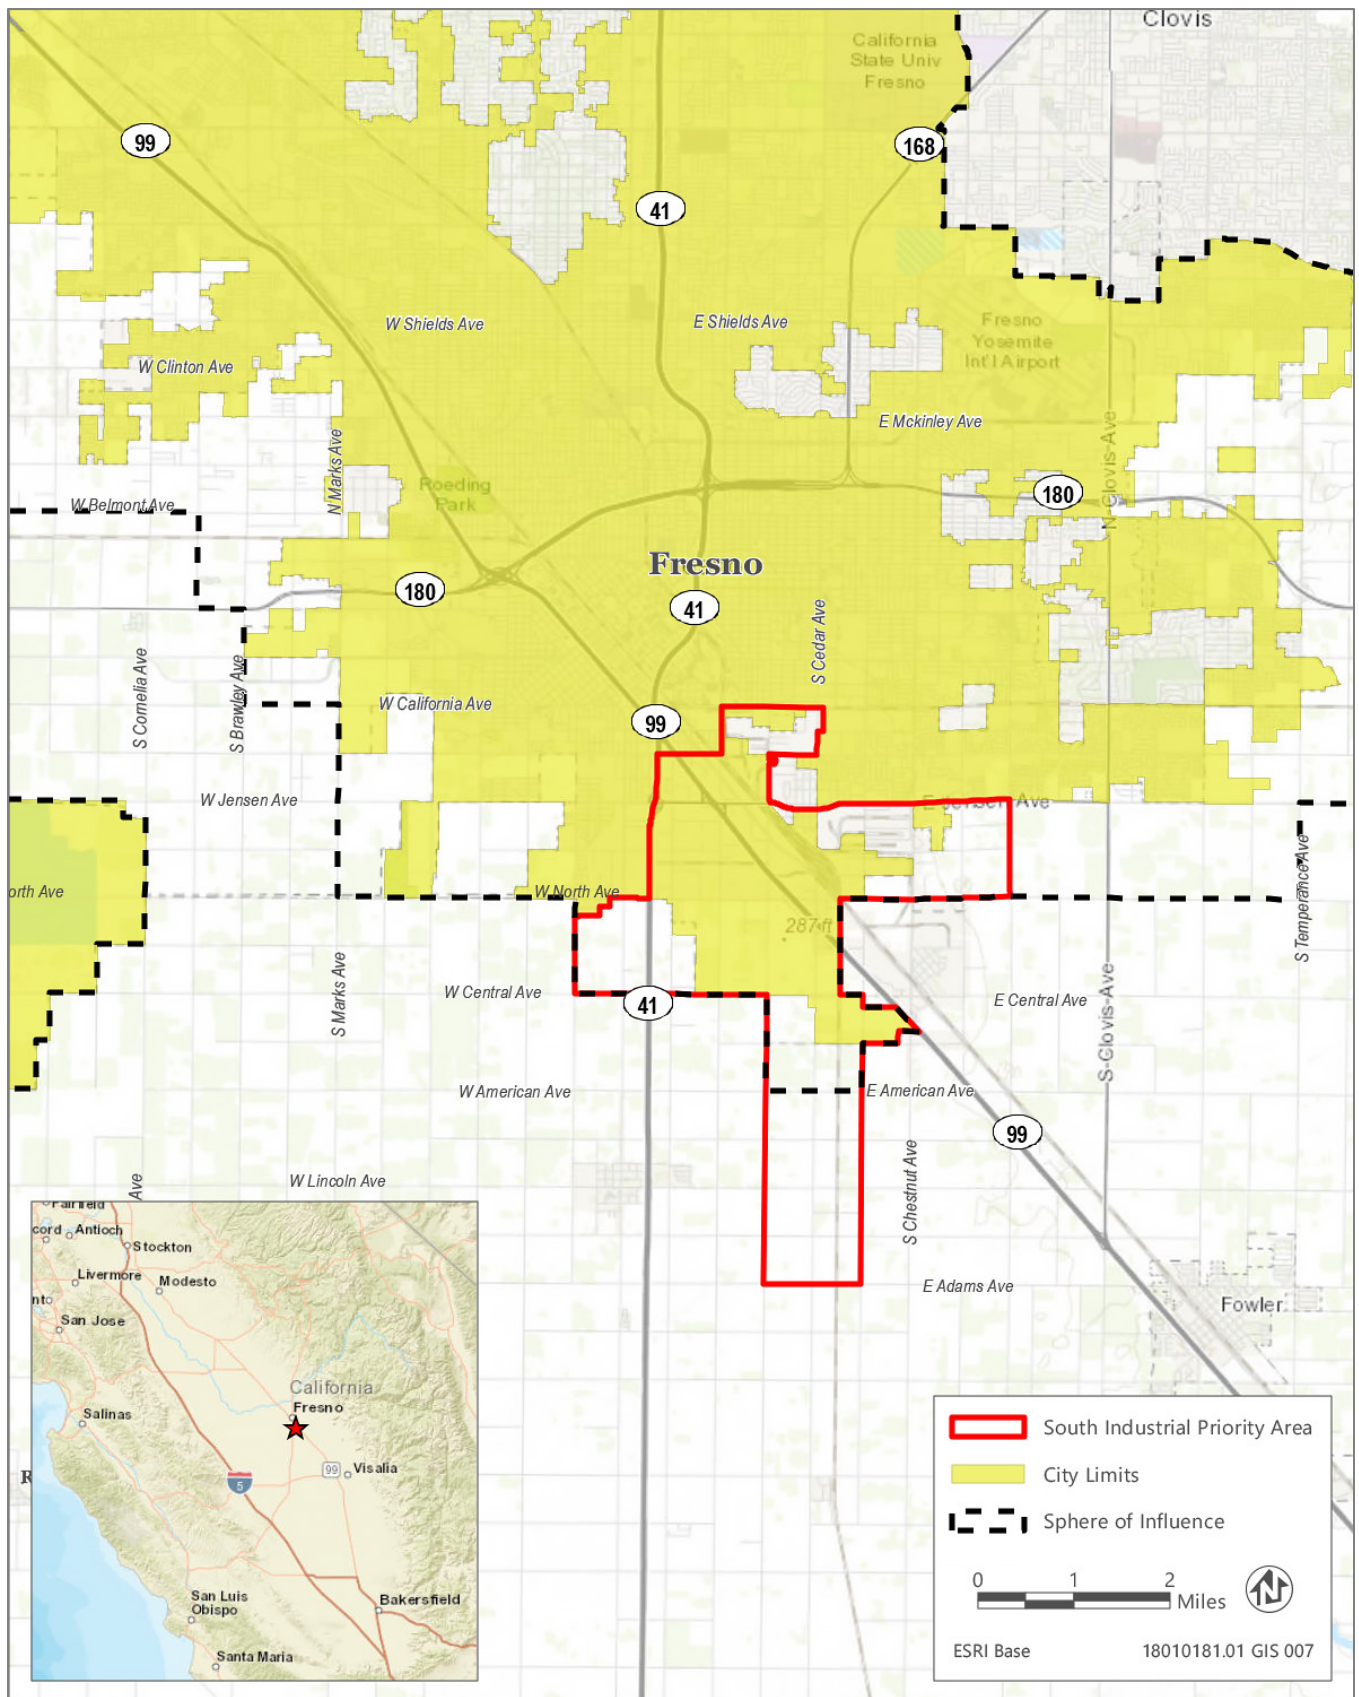 Clovis
California
State Univ
Fresno
99
168
41
W Shields Ave
E Shields Ave
Fresno
Yosemite
Int'l Airport
W Clinton Ave
E Mckinley Ave
N Marks Ave
N-Clovis-Ave
Roeding
Park
180
W Belmont Ave
Fresno
180
41
S Cedar Ave
S Cornelia Ave
S Brawley Ave
W California Ave
99
W Jensen Ave
Ave
S Temperance Ave
orth Ave
W North Ave
287 ft
S Marks Ave
W Central Ave
41
E Central Ave
S-Clovis-Ave
W American Ave
E American Ave
99
S Chestnut Ave
W Lincoln Ave
Ave
E Adams Ave
Fowler
Fairfield
cord
Antioch
Stockton
Livermore
Modesto
nto
San Jose
California
Fresno
Salinas
99
Visalia
5
R
San Luis
Obispo
Bakersfield
Santa Maria
South Industrial Priority Area
City Limits
Sphere of Influence
0 1 2
Miles
N
ESRI Base 18010181.01 GIS 007